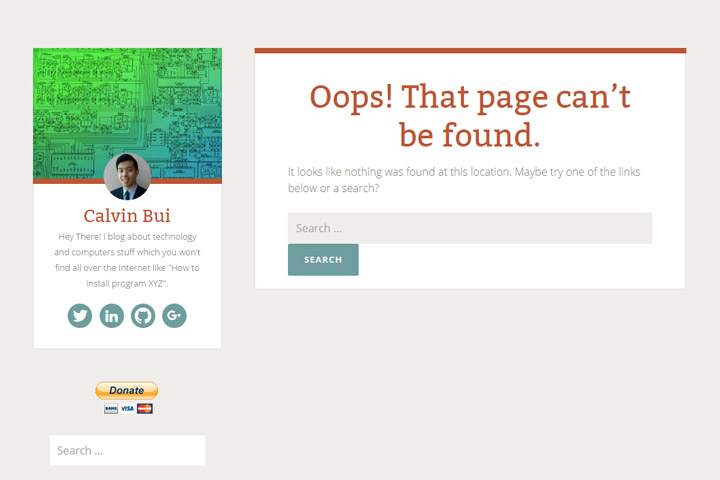 Calvin Bui
Hey There! I blog about technology
and computers stuff which you won't
find all over the Internet like "How to
install program XYZ".
Donate
BANK VISA
Search ...
Oops! That page can’t
be found.
It looks like nothing was found at this location. Maybe try one of the links
below or a search?
Search ...
SEARCH